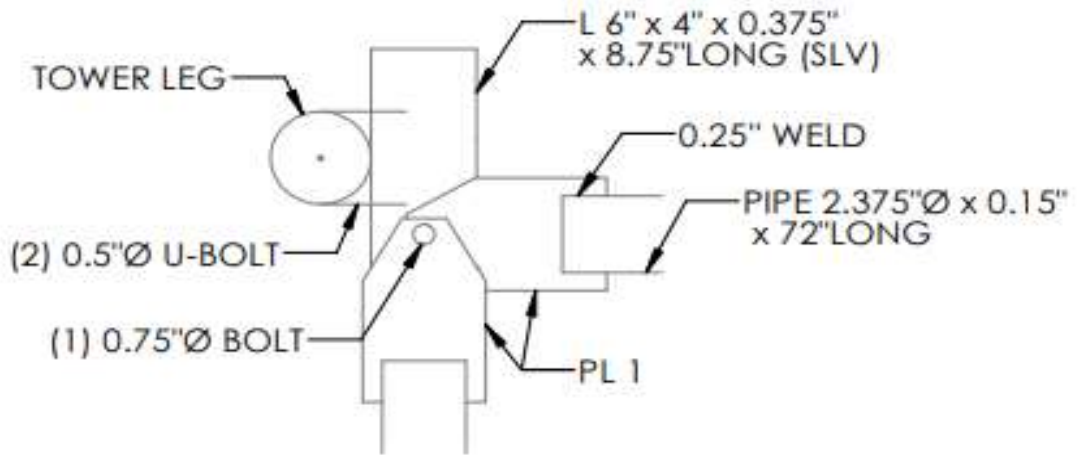 L 6" x 4" x 0.375"
x 8.75"LONG (SLV)
TOWER LEG
0.25" WELD
PIPE 2.375"Ø x 0.15"
x 72"LONG
(2) 0.5"Ø U-BOLT
(1) 0.75"Ø BOLT
PL 1